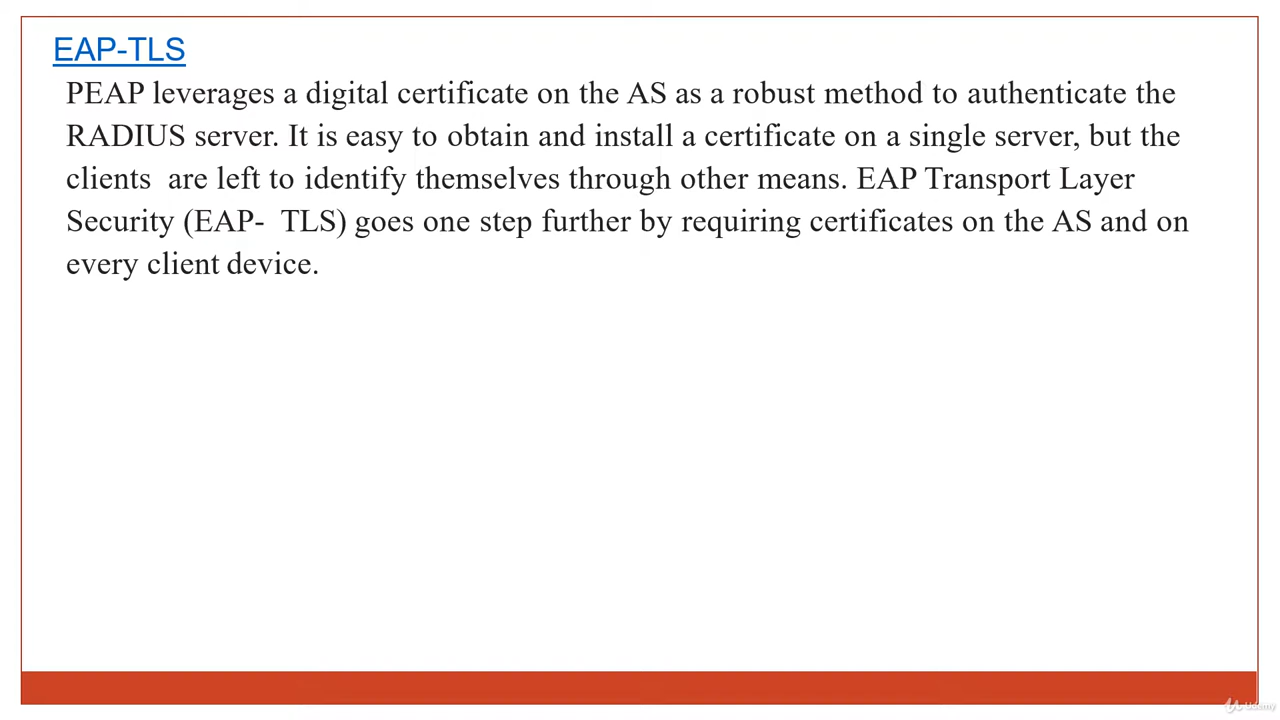 EAP-TLS
PEAP leverages a digital certificate on the AS as a robust method to authenticate the
RADIUS server. It is easy to obtain and install a certificate on a single server, but the
clients  are left to identify themselves through other means. EAP Transport Layer
Security (EAP-  TLS) goes one step further by requiring certificates on the AS and on
every client device.
Udemy